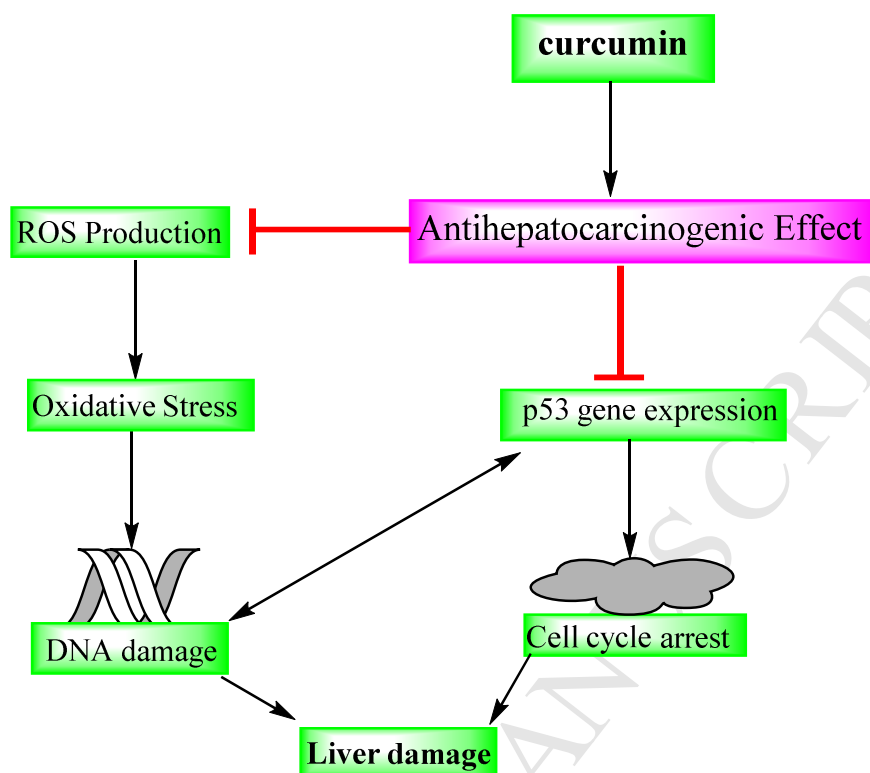 curcumin
ROS Production
Antihepatocarcinogenic Effect
Oxidative Stress
p53 gene expression
DNA damage
Cell cycle arrest
Liver damage